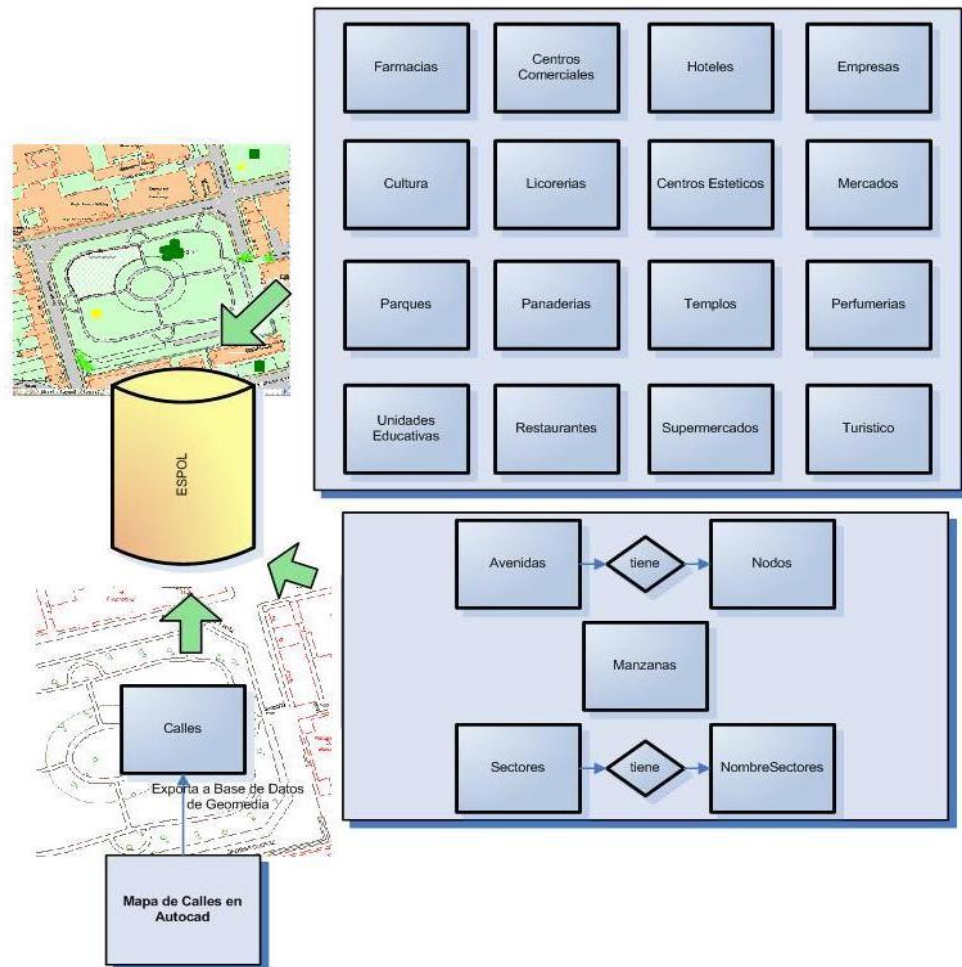 Farmacias
Centros
Comerciales
Hoteles
Empresas
Cultura
Licorerias
Centros Esteticos
Mercados
Parques
Panaderias
Templos
Perfumerias
Unidades
Educativas
Restaurantes
Supermercados
Turistico
ESPOL
Avenidas
tiene
Nodos
Manzanas
Sectores
tiene
NombreSectores
Calles
Exporta a Base de Datos
de Geomedia
Mapa de Calles en
Autocad